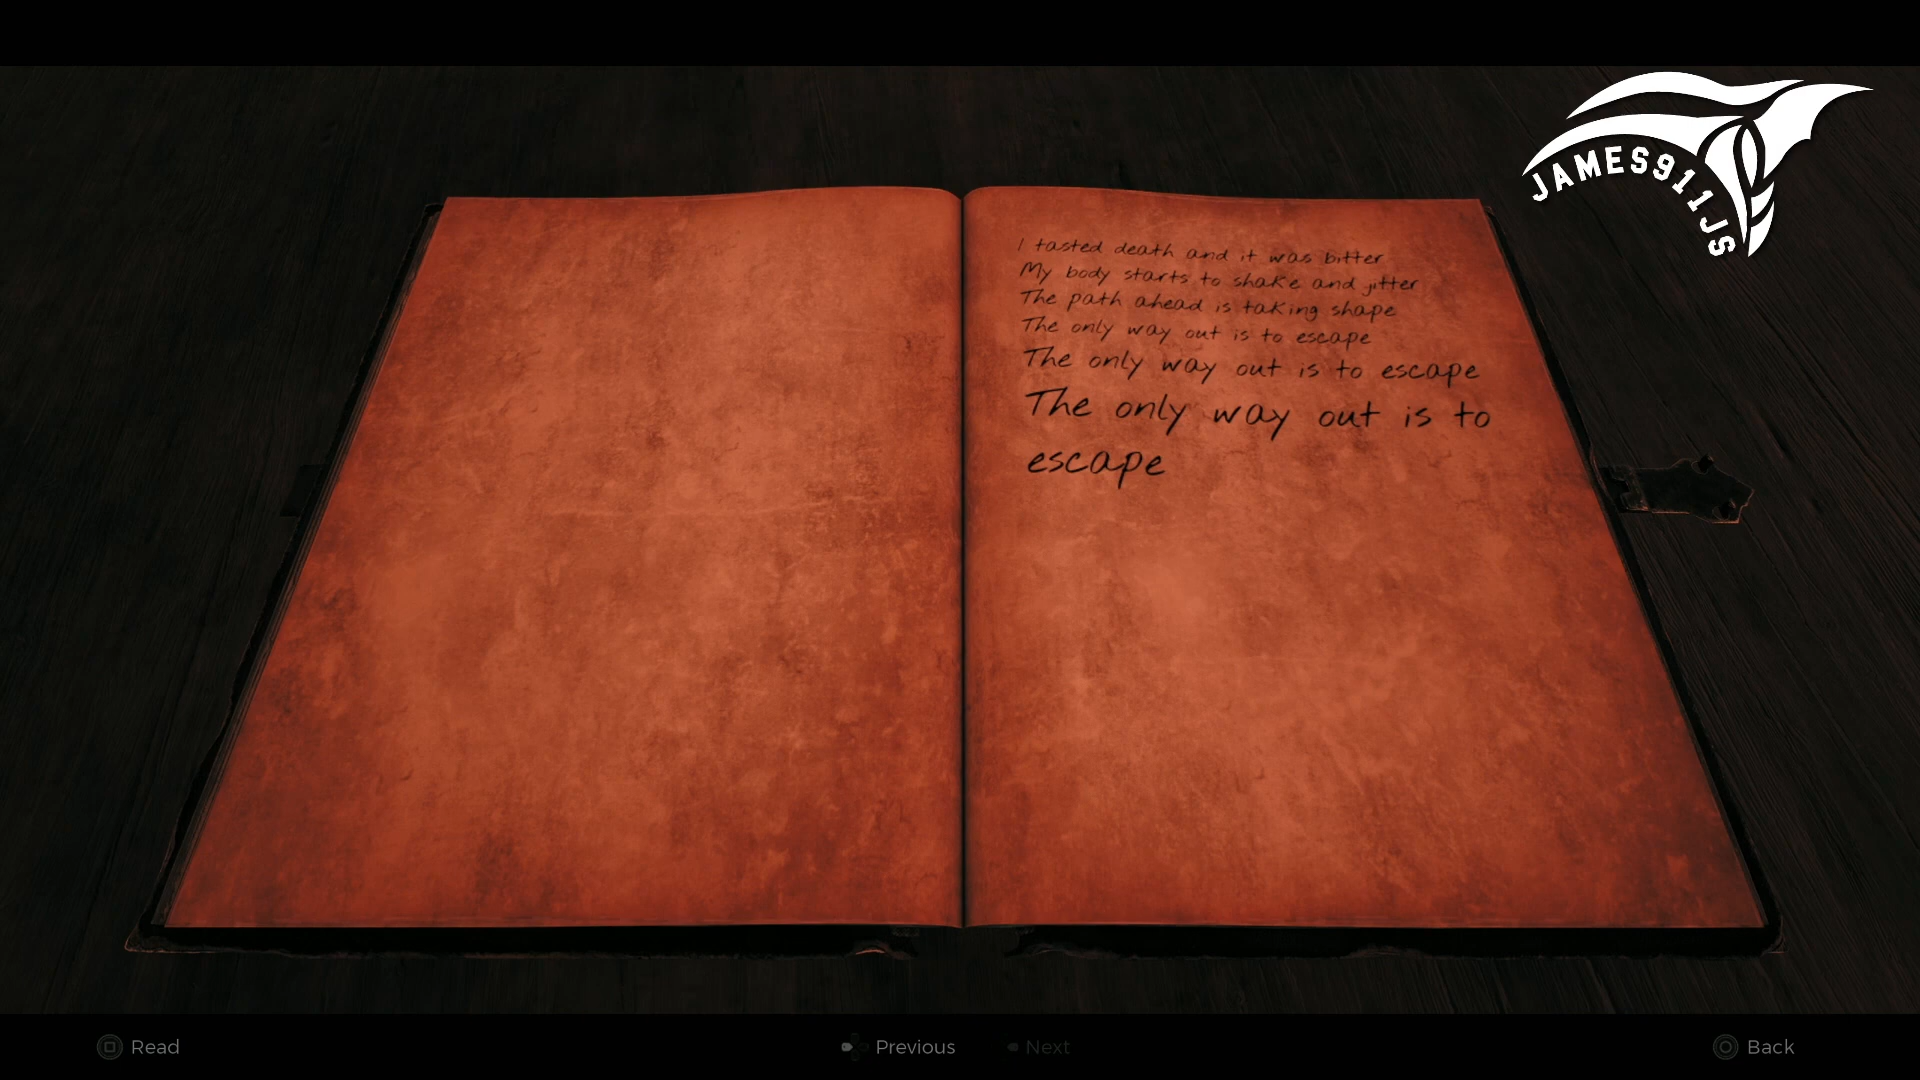 JAMES911JS
I tasted death and it was bitter
My body starts to shake and jitter
The path ahead is taking shape
The only way out is to escape
The only way out is to escape
The only way out is to
escape
Read
Previous
Next
Back